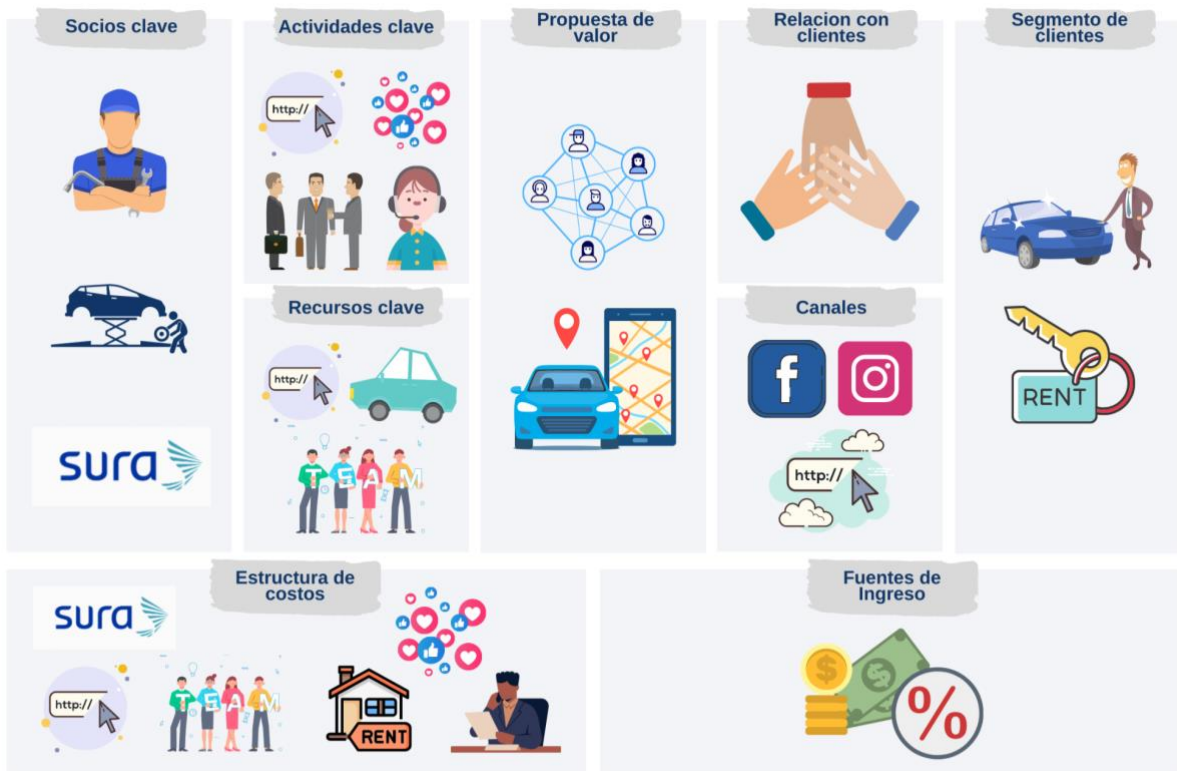 Socios clave
Actividades clave
http://
Recursos clave
http://
TEAM
Propuesta de
valor
Relacion con
clientes
Canales
f
http://
Segmento de
clientes
RENT
sura
Estructura de
costos
sura
http://
TEAM
RENT
Fuentes de
Ingreso
$
$
%